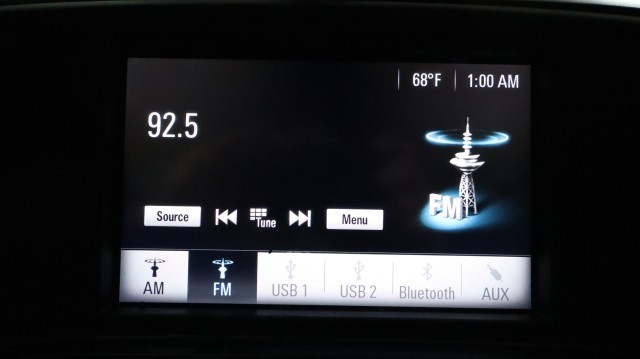 68°F 1:00 AM
92.5
FM
Source Tune Menu
AM FM USB 1 USB 2 Bluetooth AUX